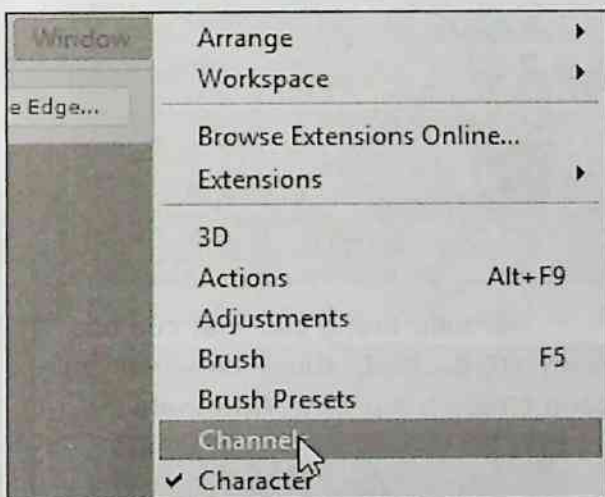 Window
e Edge...
Arrange
Workspace
Browse Extensions Online...
Extensions
3D
Actions Alt+F9
Adjustments
Brush F5
Brush Presets
Channels
✔ Character